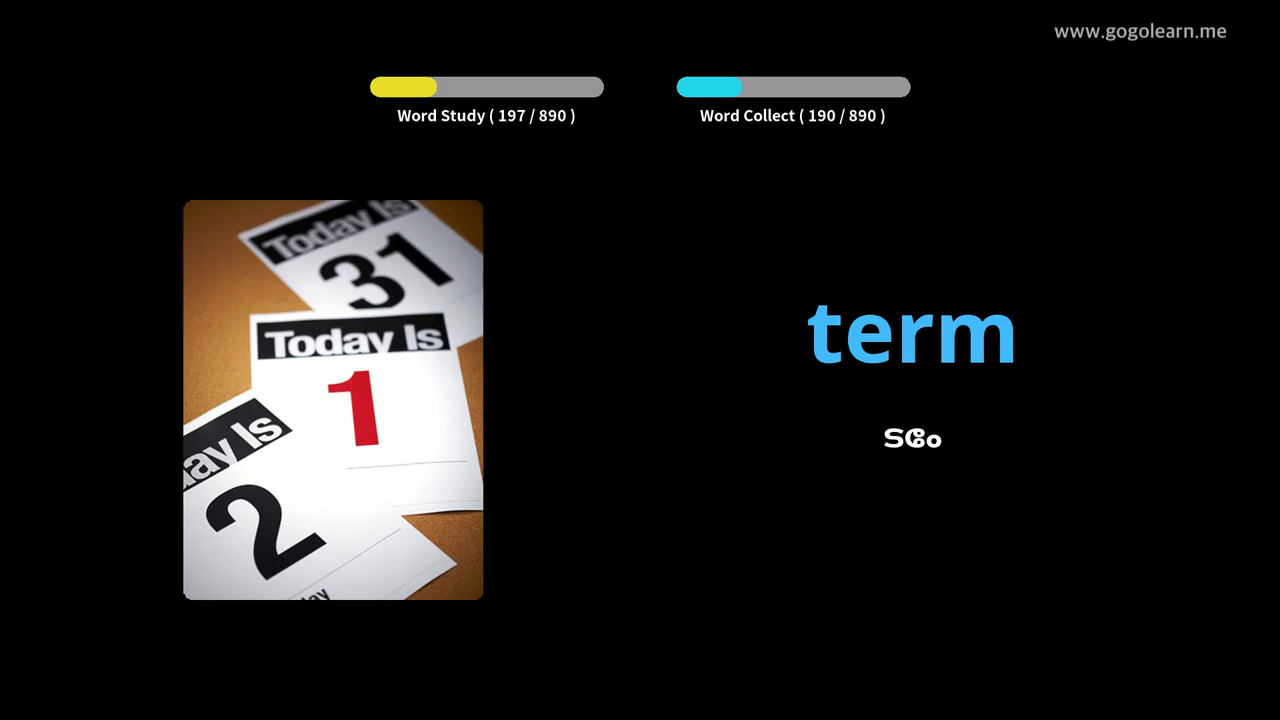 www.gogolearn.me
Word Study ( 197 / 890 )
Word Collect ( 190 / 890 )
Today Is
31
Today Is
1
ay Is
2
term
ടേം